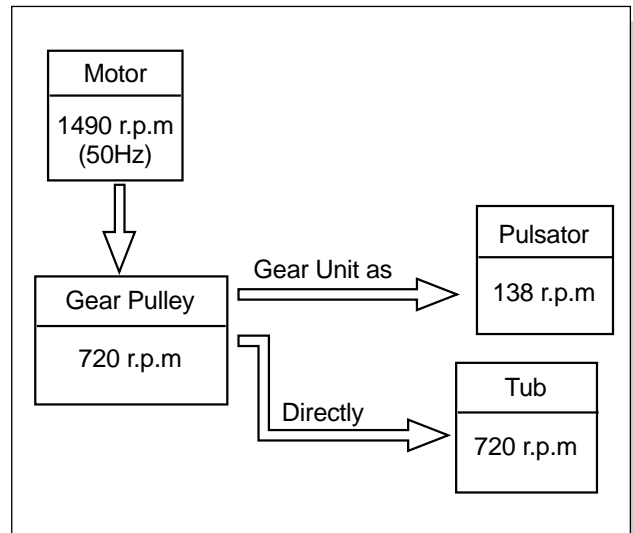 Motor
1490 r.p.m
(50Hz)
Gear Pulley
720 r.p.m
Gear Unit as
Pulsator
138 r.p.m
Directly
Tub
720 r.p.m